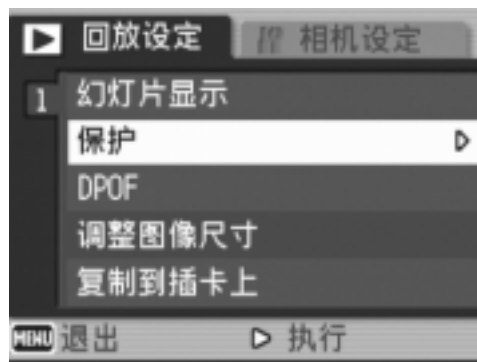 回放设定 相机设定
1 幻灯片显示
保护
DPOF
调整图像尺寸
复制到插卡上
MENU 退出 执行